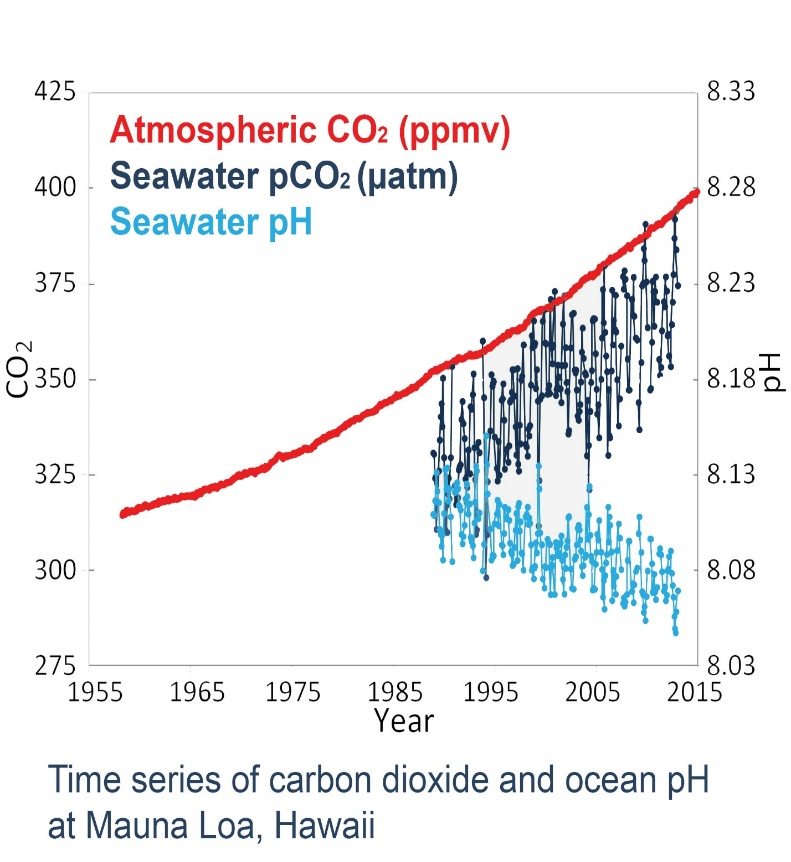 Atmospheric CO₂ (ppmv)
Seawater pCO₂ (µatm)
Seawater pH
425
400
375
350
325
300
275
CO₂
8.33
8.28
8.23
8.18
8.13
8.08
8.03
pH
1955 1965 1975 1985 1995 2005 2015
Year
Time series of carbon dioxide and ocean pH
at Mauna Loa, Hawaii